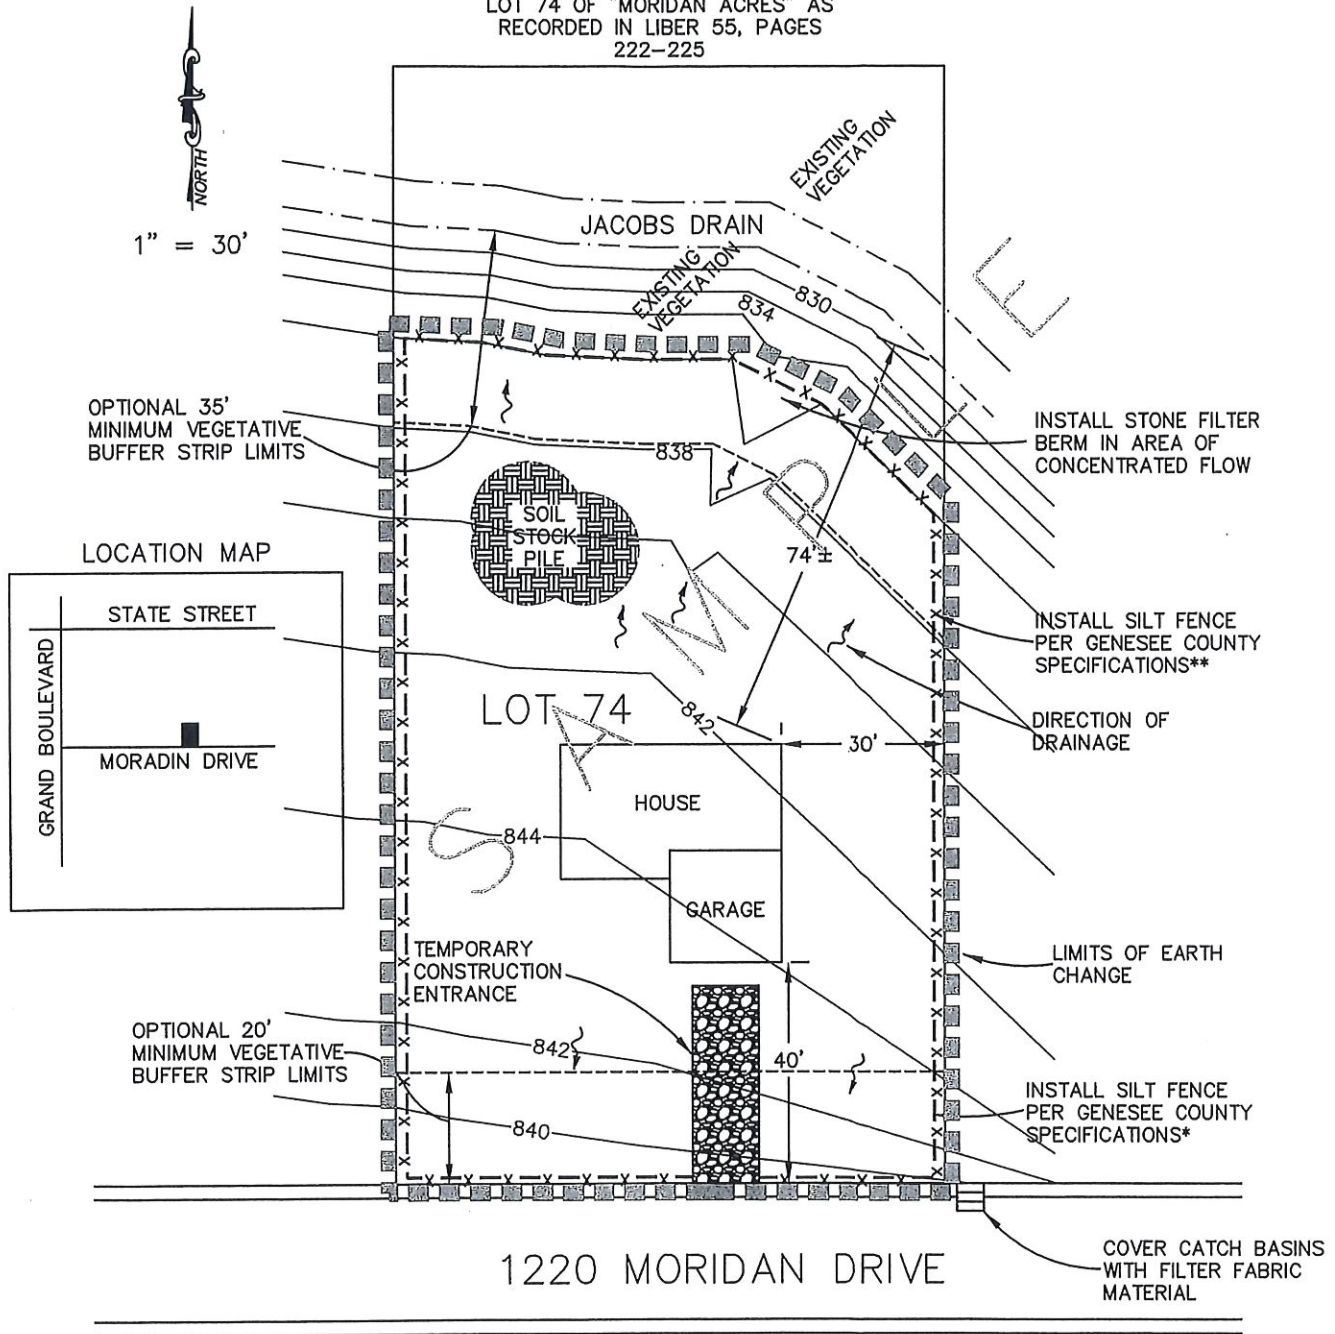 LOT 74 OF "MORIDAN ACRES" AS
RECORDED IN LIBER 55, PAGES
222-225
NORTH
1" = 30'
EXISTING
VEGETATION
JACOBS DRAIN
EXISTING
VEGETATION
830
834
OPTIONAL 35'
MINIMUM VEGETATIVE
BUFFER STRIP LIMITS
INSTALL STONE FILTER
BERM IN AREA OF
CONCENTRATED FLOW
838
SOIL
STOCK
PILE
74'±
LOCATION MAP
STATE STREET
GRAND BOULEVARD
MORADIN DRIVE
INSTALL SILT FENCE
PER GENESEE COUNTY
SPECIFICATIONS**
LOT 74
842
DIRECTION OF
DRAINAGE
30'
HOUSE
844
GARAGE
SAMPLE
TEMPORARY
CONSTRUCTION
ENTRANCE
LIMITS OF EARTH
CHANGE
OPTIONAL 20'
MINIMUM VEGETATIVE
BUFFER STRIP LIMITS
842
40'
840
INSTALL SILT FENCE
PER GENESEE COUNTY
SPECIFICATIONS*
1220 MORIDAN DRIVE
COVER CATCH BASINS
WITH FILTER FABRIC
MATERIAL